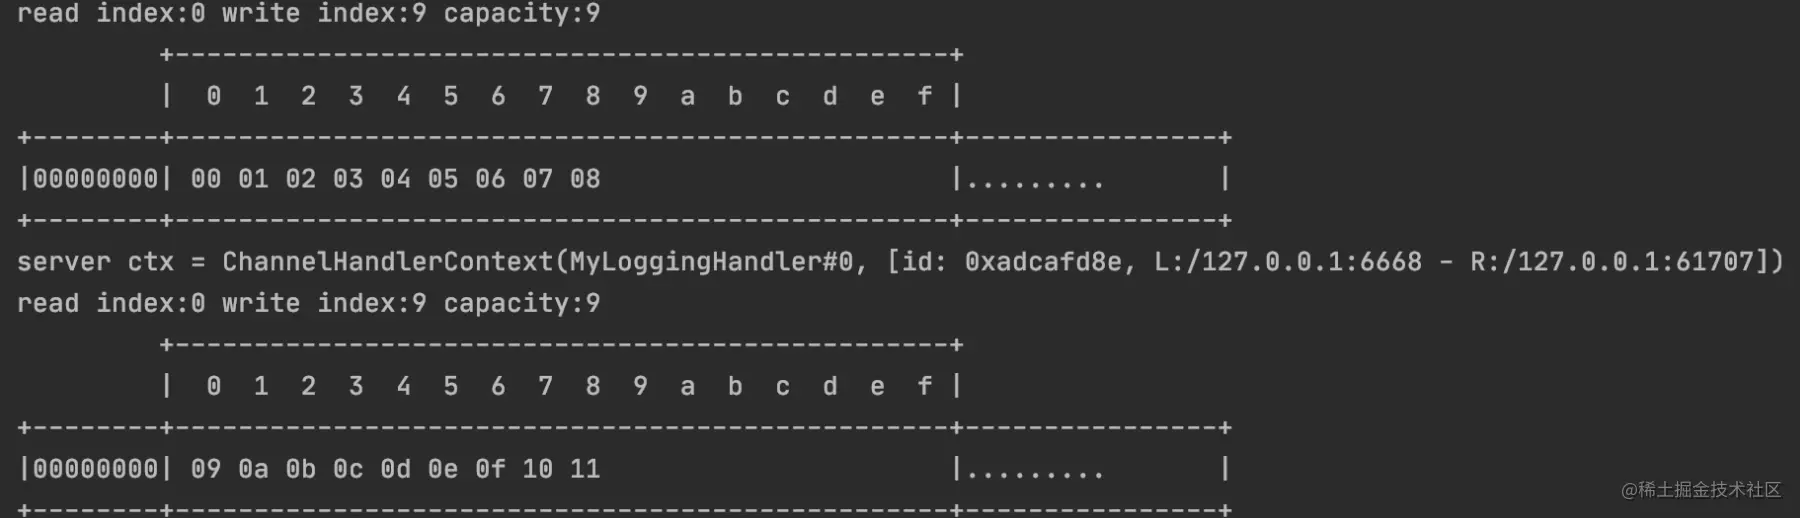 read index:0 write index:9 capacity:9
         +-------------------------------------------------+
         |  0  1  2  3  4  5  6  7  8  9  a  b  c  d  e  f |
+--------+-------------------------------------------------+----------------+
|00000000| 00 01 02 03 04 05 06 07 08                      |.........       |
+--------+-------------------------------------------------+----------------+
server ctx = ChannelHandlerContext(MyLoggingHandler#0, [id: 0xadcafd8e, L:/127.0.0.1:6668 - R:/127.0.0.1:61707])
read index:0 write index:9 capacity:9
         +-------------------------------------------------+
         |  0  1  2  3  4  5  6  7  8  9  a  b  c  d  e  f |
+--------+-------------------------------------------------+----------------+
|00000000| 09 0a 0b 0c 0d 0e 0f 10 11                      |.........       |
+--------+-------------------------------------------------+----------------+
@稀土掘金技术社区